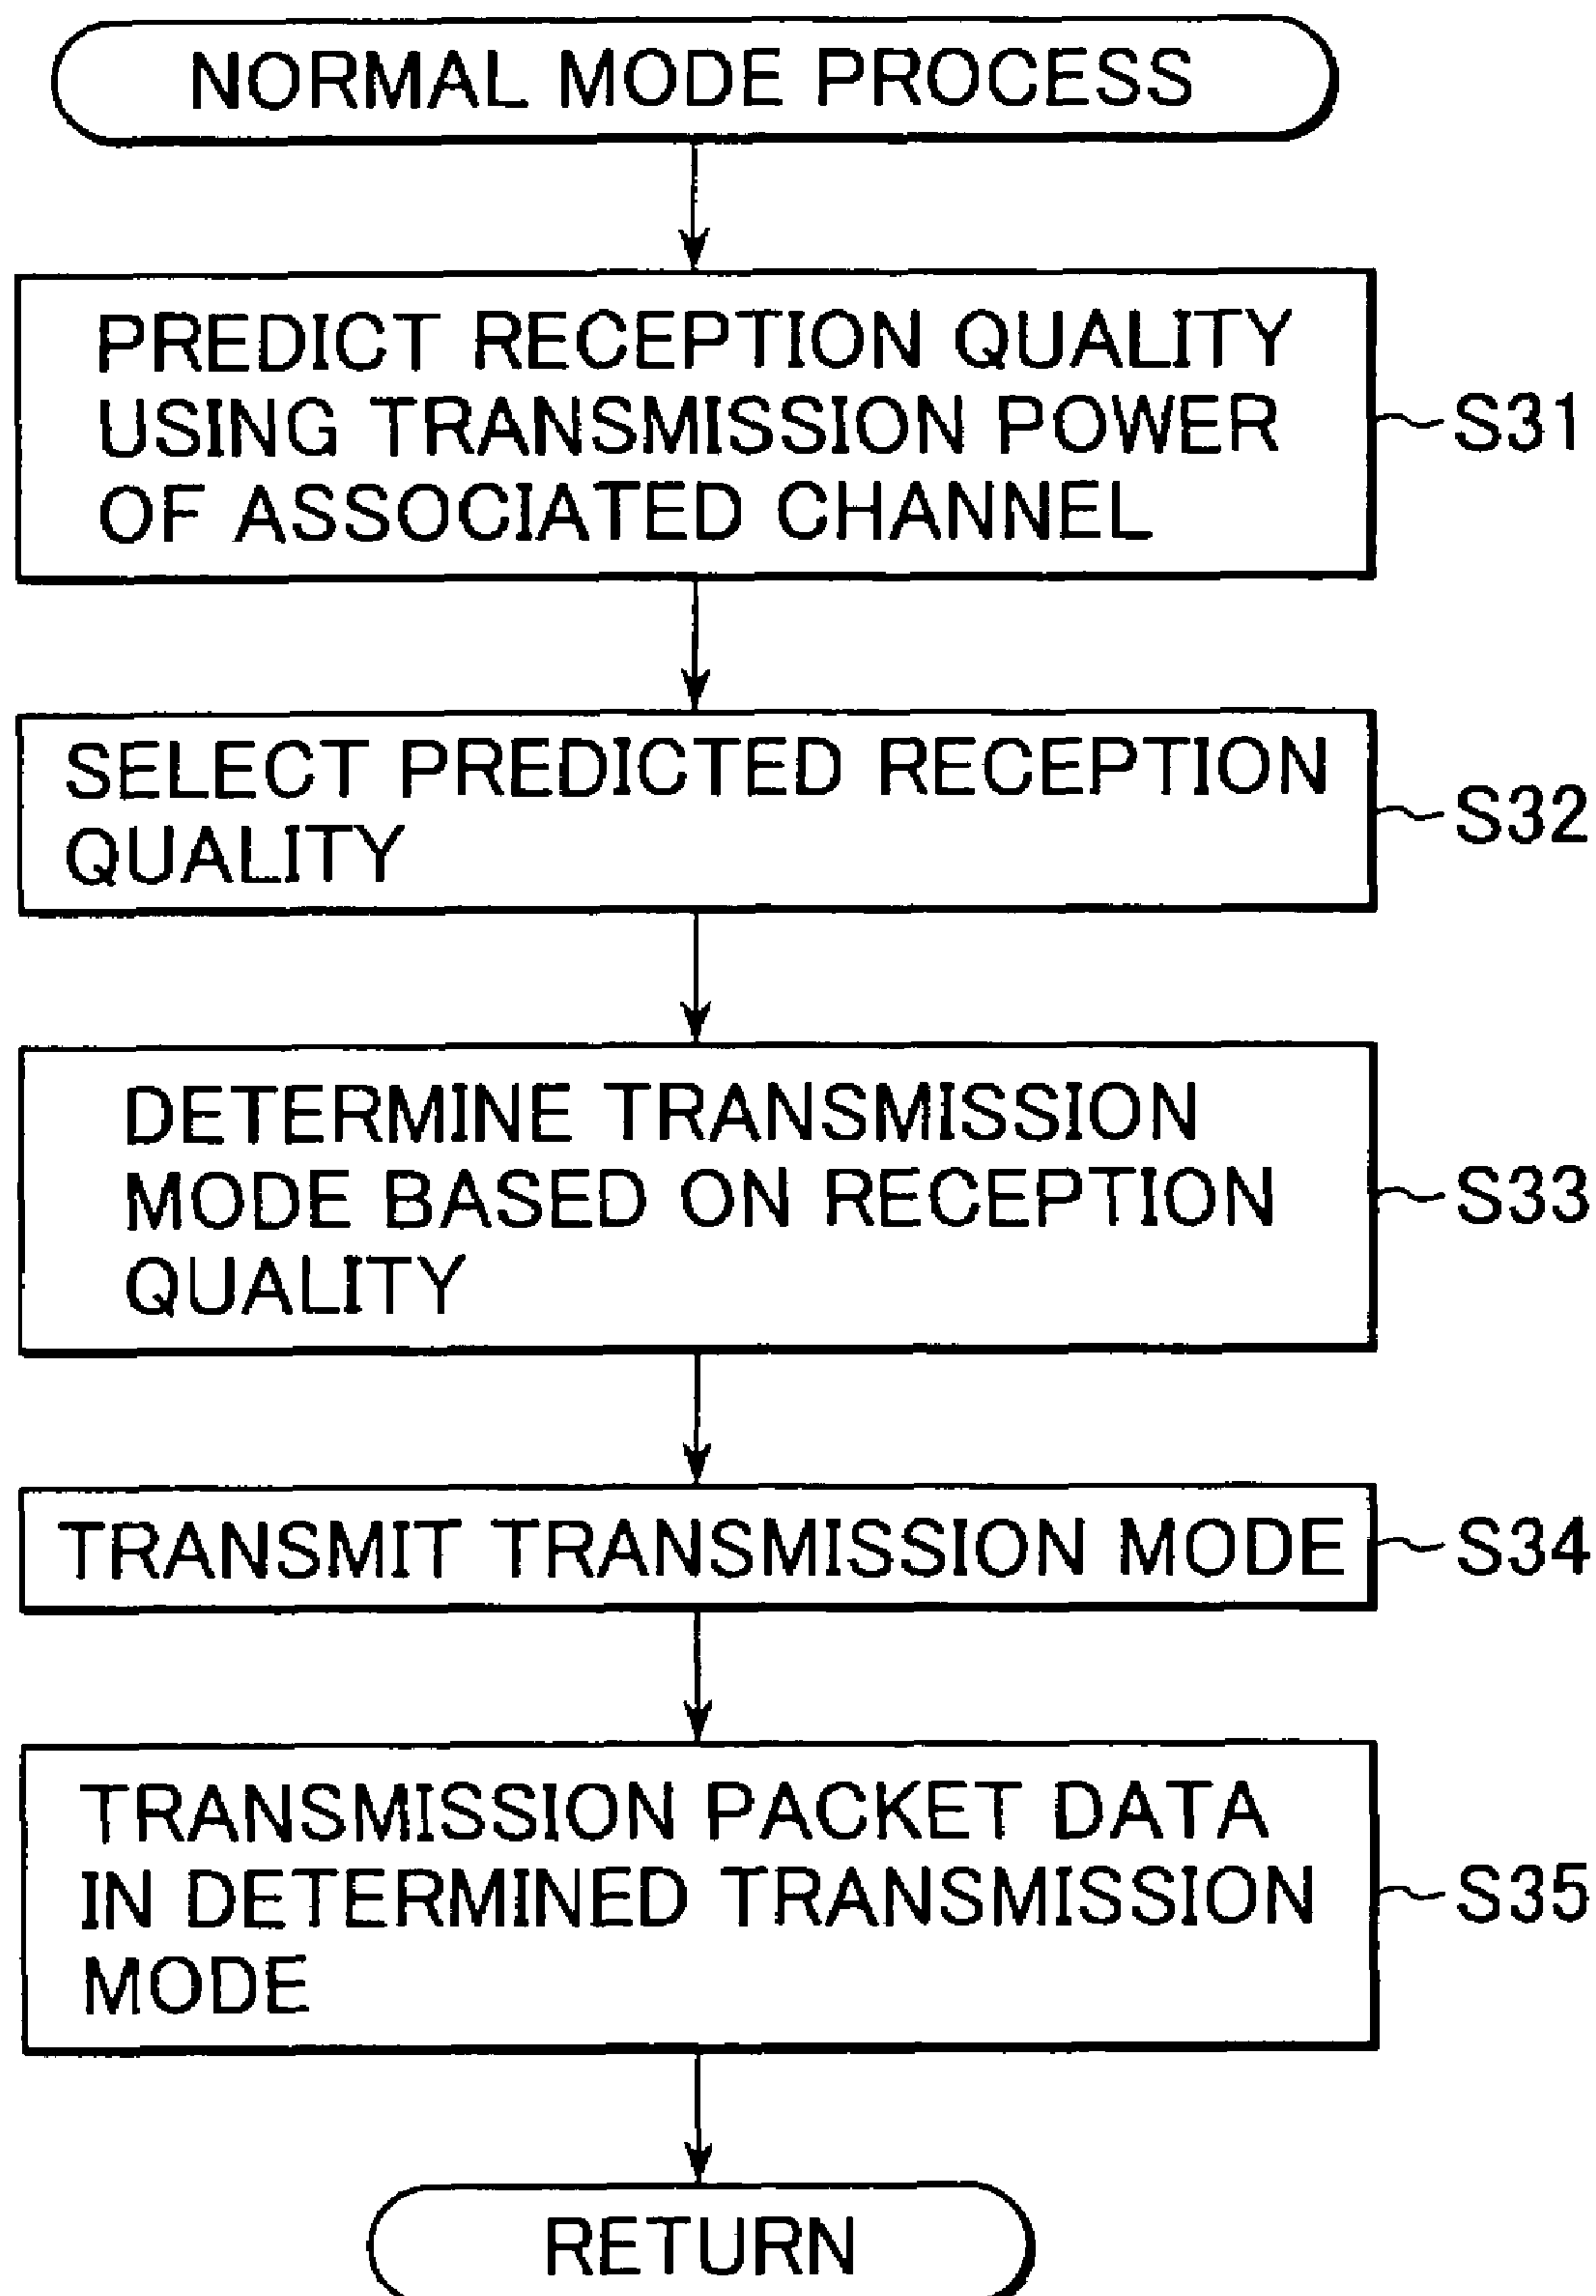 NORMAL MODE PROCESS
PREDICT RECEPTION QUALITY
USING TRANSMISSION POWER
OF ASSOCIATED CHANNEL
S31
SELECT PREDICTED RECEPTION
QUALITY
S32
DETERMINE TRANSMISSION
MODE BASED ON RECEPTION
QUALITY
S33
TRANSMIT TRANSMISSION MODE
S34
TRANSMISSION PACKET DATA
IN DETERMINED TRANSMISSION
MODE
S35
RETURN